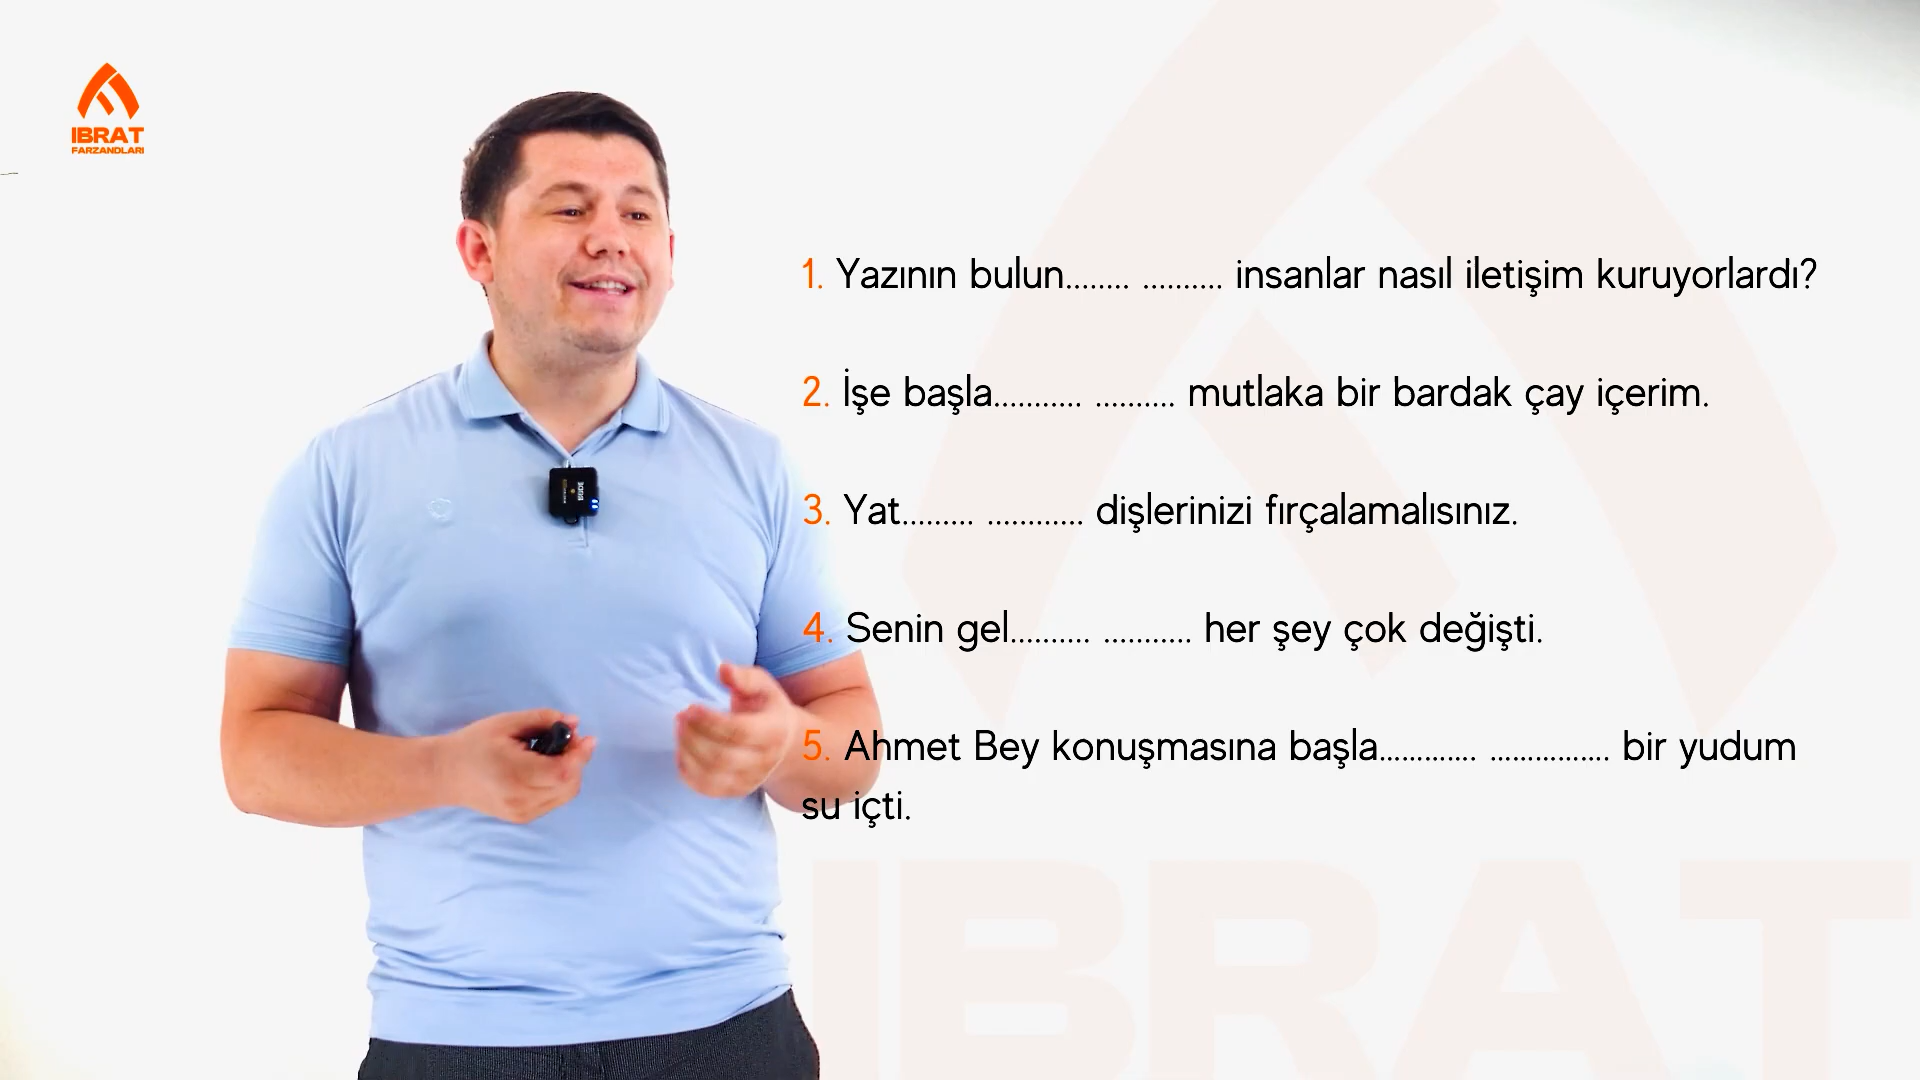 IBRAT
FARZANDLARI
1. Yazının bulun........ .......... insanlar nasıl iletişim kuruyorlardı?
2. İşe başla........... .......... mutlaka bir bardak çay içerim.
3. Yat......... ............ dişlerinizi fırçalamalısınız.
4. Senin gel.......... ........... her şey çok değişti.
5. Ahmet Bey konuşmasına başla............. ............... bir yudum
su içti.
IBRAT